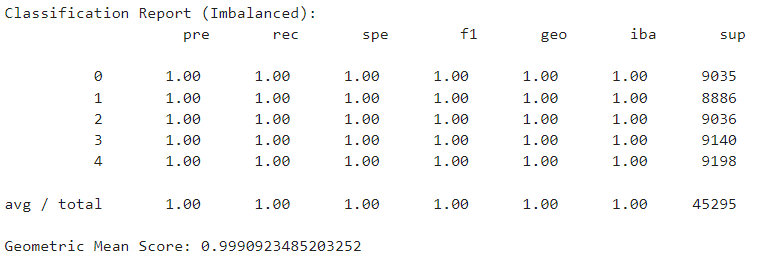 Classification Report (Imbalanced):
pre rec spe f1 geo iba sup
0 1.00 1.00 1.00 1.00 1.00 1.00 9035
1 1.00 1.00 1.00 1.00 1.00 1.00 8886
2 1.00 1.00 1.00 1.00 1.00 1.00 9036
3 1.00 1.00 1.00 1.00 1.00 1.00 9140
4 1.00 1.00 1.00 1.00 1.00 1.00 9198
avg / total 1.00 1.00 1.00 1.00 1.00 1.00 45295
Geometric Mean Score: 0.9990923485203252